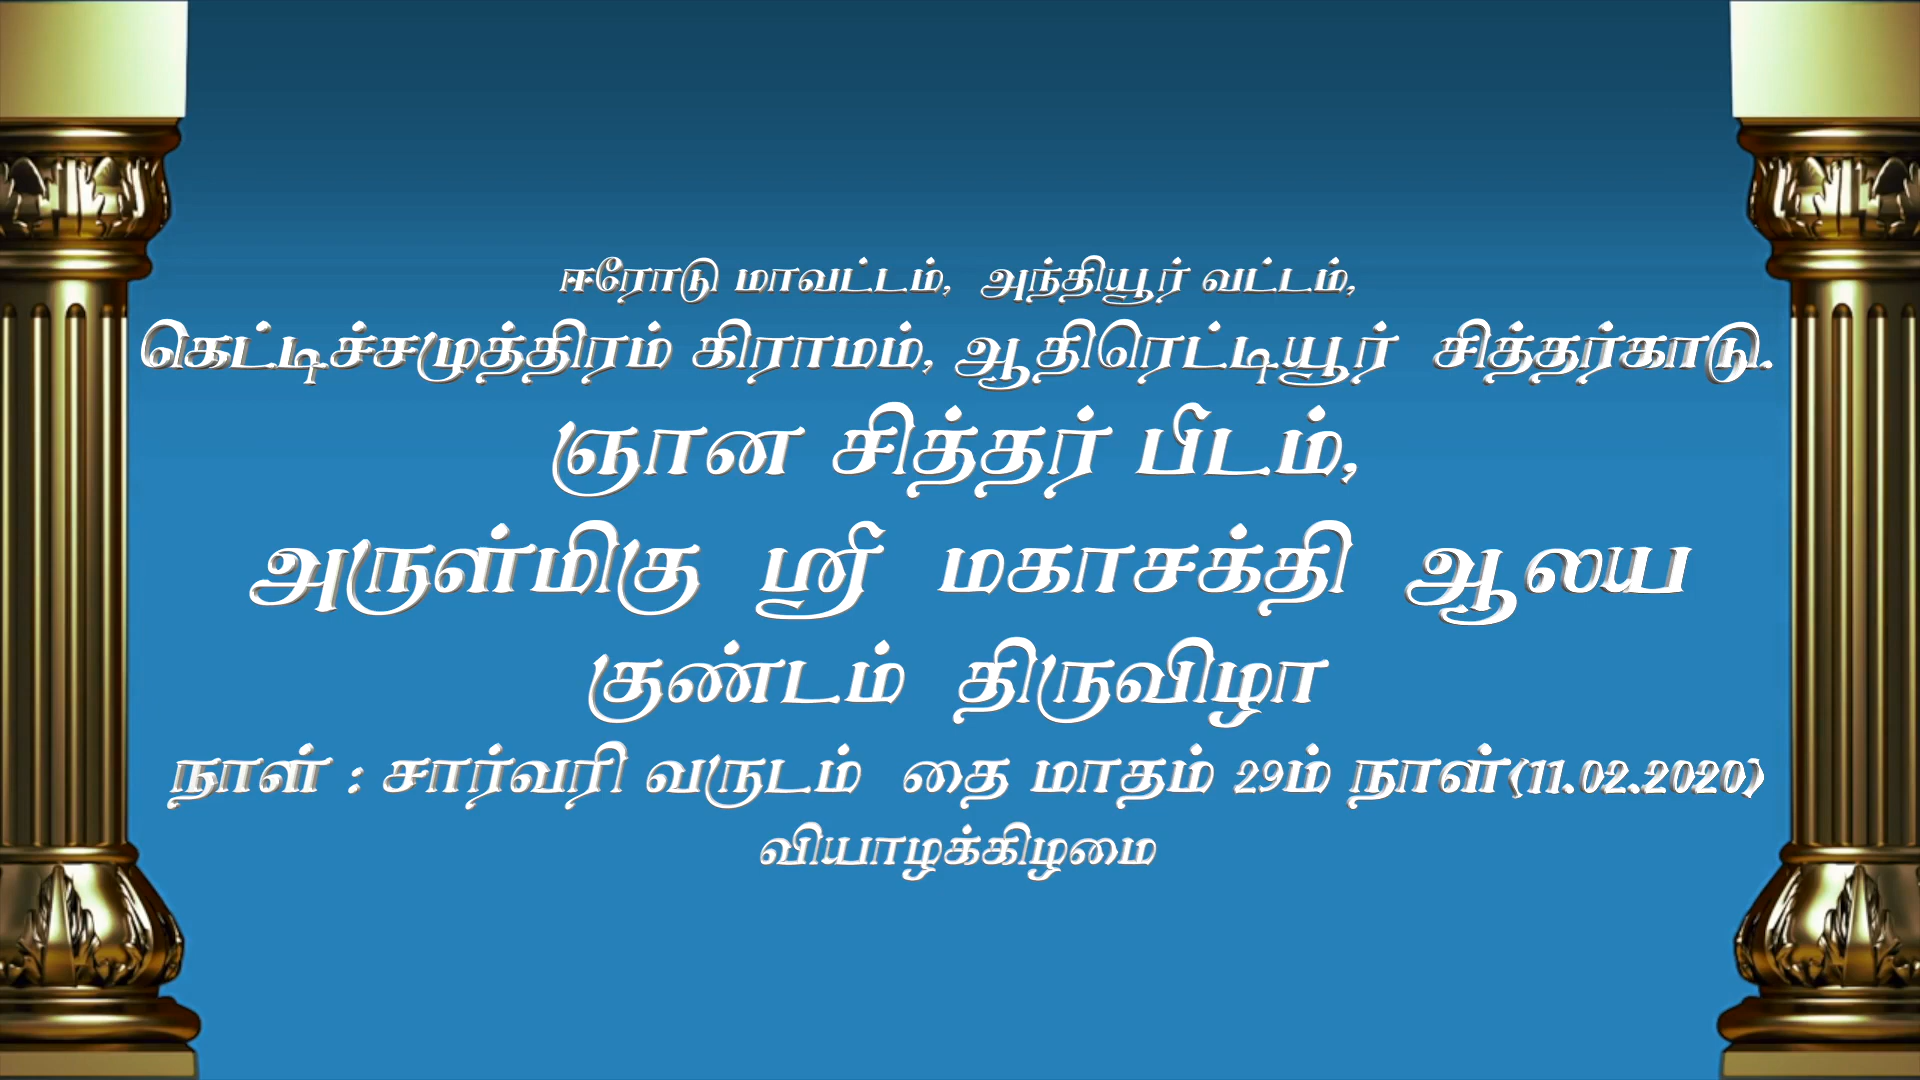 ஈரோடு மாவட்டம், அந்தியூர் வட்டம்,
கெட்டிச்சமுத்திரம் கிராமம், ஆதிரெட்டியூர் சித்தர்காடு.
ஞான சித்தர் பீடம்,
அருள்மிகு ஸ்ரீ மகாசக்தி ஆலய
குண்டம் திருவிழா
நாள் : சார்வரி வருடம் தை மாதம் 29ம் நாள்(11.02.2020)
வியாழக்கிழமை